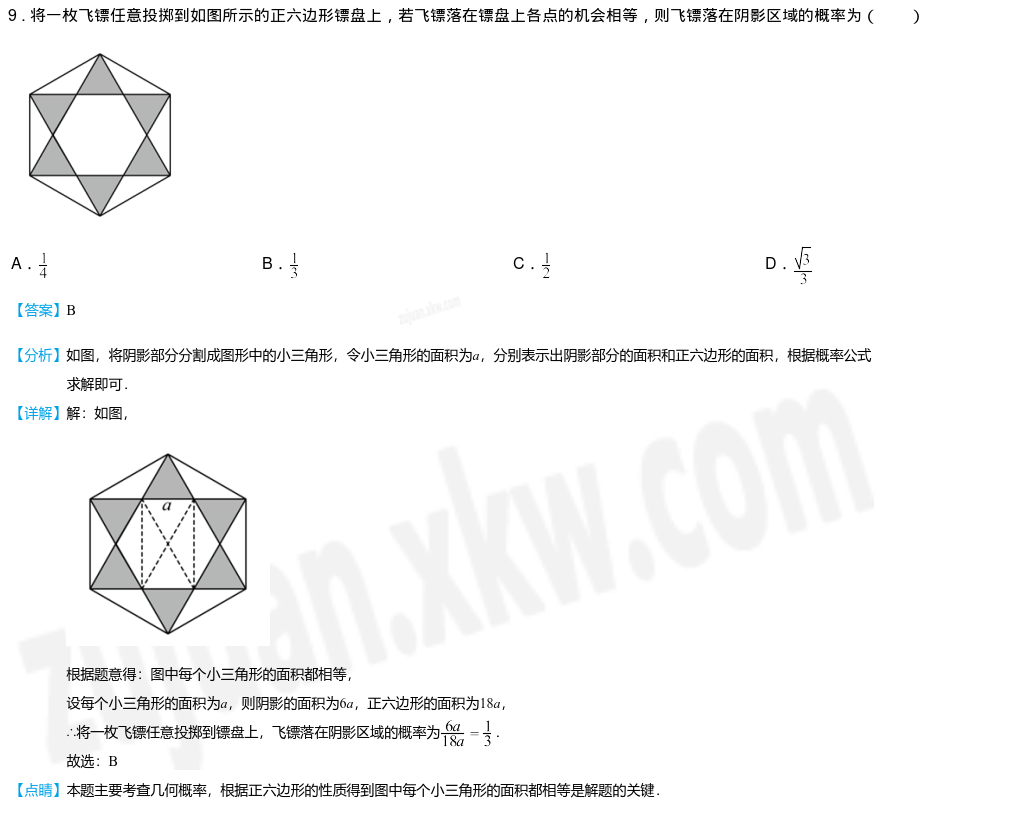 9．将一枚飞镖任意投掷到如图所示的正六边形镖盘上，若飞镖落在镖盘上各点的机会相等，则飞镖落在阴影区域的概率为（　　）
A．1/4 B．1/3 C．1/2 D．√3/3
【答案】B
zujuan.xkw.com
【分析】如图，将阴影部分分割成图形中的小三角形，令小三角形的面积为a，分别表示出阴影部分的面积和正六边形的面积，根据概率公式
求解即可．
【详解】解：如图，
a
zujuan.xkw.com
根据题意得：图中每个小三角形的面积都相等，
设每个小三角形的面积为a，则阴影的面积为6a，正六边形的面积为18a，
∴将一枚飞镖任意投掷到镖盘上，飞镖落在阴影区域的概率为6a/18a = 1/3．
故选：B
【点睛】本题主要考查几何概率，根据正六边形的性质得到图中每个小三角形的面积都相等是解题的关键．